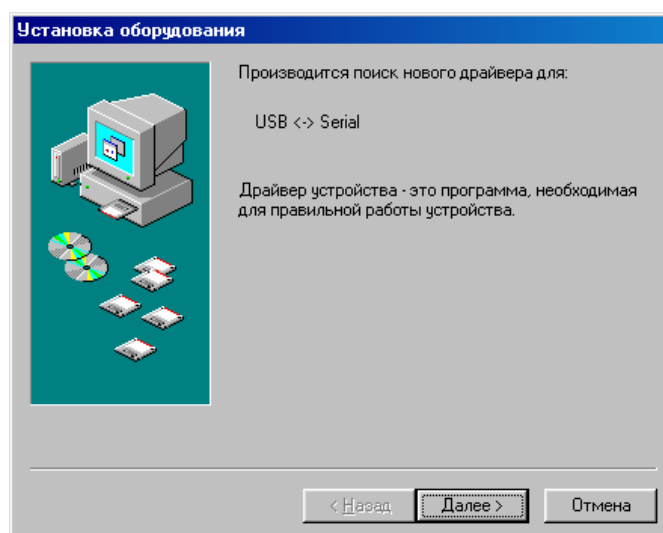 Установка оборудования
Производится поиск нового драйвера для:
USB <-> Serial
Драйвер устройства - это программа, необходимая
для правильной работы устройства.
< Назад
Далее >
Отмена